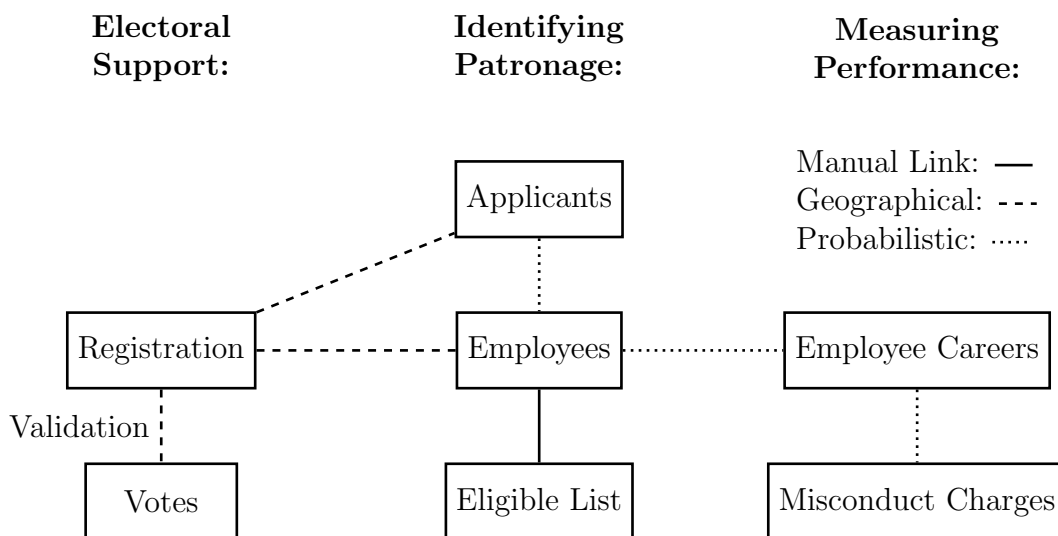 Electoral
Support:
Identifying
Patronage:
Measuring
Performance:
Manual Link:
Geographical:
Probabilistic:
Applicants
Registration
Employees
Employee Careers
Validation
Votes
Eligible List
Misconduct Charges